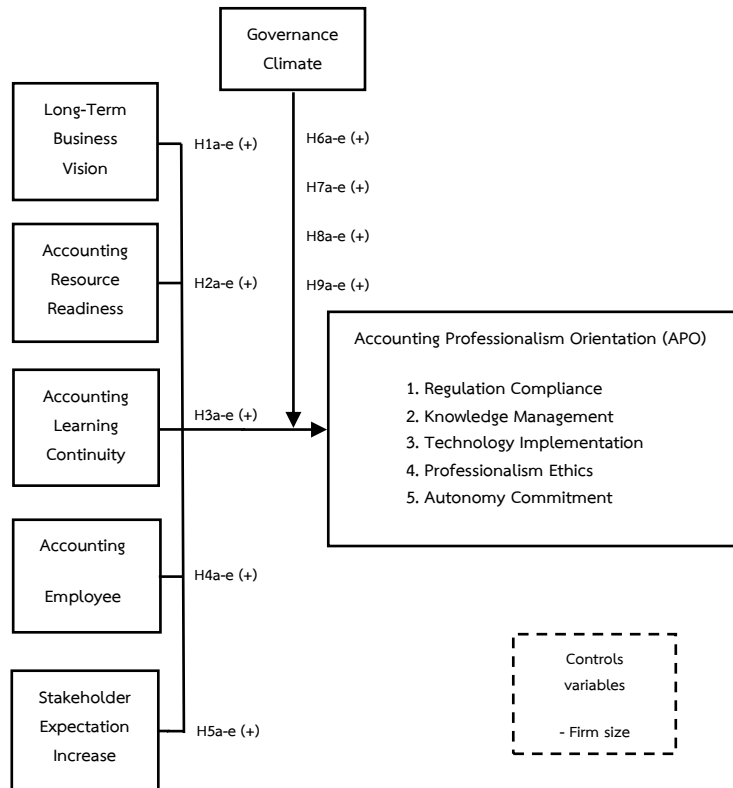 Governance
Climate
Long-Term
Business
Vision
H1a-e (+)
H6a-e (+)
H7a-e (+)
H8a-e (+)
H9a-e (+)
Accounting
Resource
Readiness
H2a-e (+)
Accounting Professionalism Orientation (APO)
1. Regulation Compliance
2. Knowledge Management
3. Technology Implementation
4. Professionalism Ethics
5. Autonomy Commitment
Accounting
Learning
Continuity
H3a-e (+)
Accounting
Employee
H4a-e (+)
Stakeholder
Expectation
Increase
H5a-e (+)
Controls
variables
- Firm size